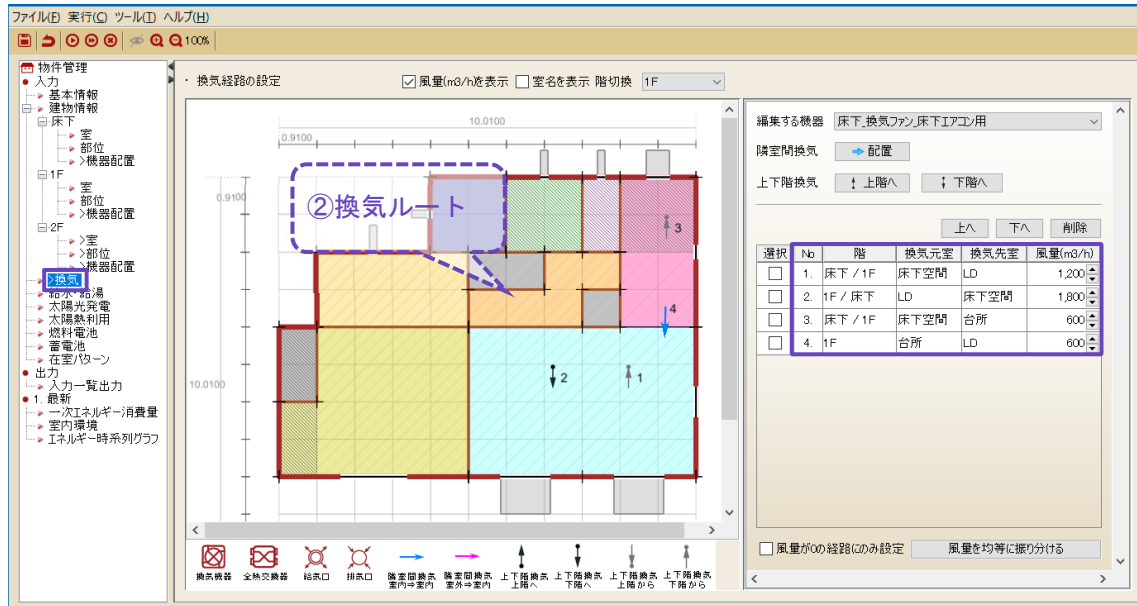 ファイル(F) 実行(C) ツール(T) ヘルプ(H)
100%
物件管理
入力
基本情報
建物情報
床下
室
部位
>機器配置
1F
室
部位
>機器配置
2F
>室
>部位
>機器配置
>換気
給水・給湯
太陽光発電
太陽熱利用
燃料電池
蓄電池
在室パターン
出力
入力一覧出力
1. 最新
一次エネルギー消費量
室内環境
エネルギー時系列グラフ
・ 換気経路の設定
風量(m3/h)を表示 室名を表示 階切換 1F
10.0100
0.9100
0.9100
②換気ルート
3
4
10.0100
2
1
換気機器
全熱交換器
給気口
排気口
隣室間換気
室内⇒室内
隣室間換気
室外⇒室内
上下階換気
上階へ
上下階換気
下階へ
上下階換気
上階から
上下階換気
下階から
編集する機器 床下_換気ファン_床下エアコン用
隣室間換気 配置
上下階換気 上階へ 下階へ
上へ 下へ 削除
選択 No 階 換気元室 換気先室 風量(m3/h)
1. 床下 / 1F 床下空間 LD 1,200
2. 1F / 床下 LD 床下空間 1,800
3. 床下 / 1F 床下空間 台所 600
4. 1F 台所 LD 600
風量が0の経路にのみ設定 風量を均等に振り分ける